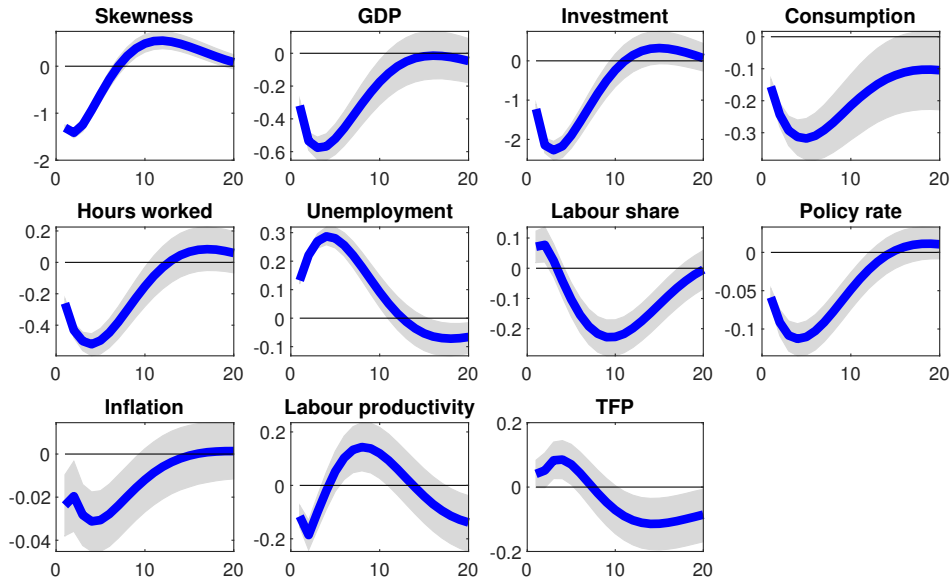 Skewness
0
-1
-2
0 10 20
GDP
0
-0.2
-0.4
-0.6
0 10 20
Investment
0
-1
-2
0 10 20
Consumption
0
-0.1
-0.2
-0.3
0 10 20
Hours worked
0.2
0
-0.2
-0.4
0 10 20
Unemployment
0.3
0.2
0.1
0
-0.1
0 10 20
Labour share
0.1
0
-0.1
-0.2
0 10 20
Policy rate
0
-0.05
-0.1
0 10 20
Inflation
0
-0.02
-0.04
0 10 20
Labour productivity
0.2
0
-0.2
0 10 20
TFP
0.2
0
-0.2
0 10 20